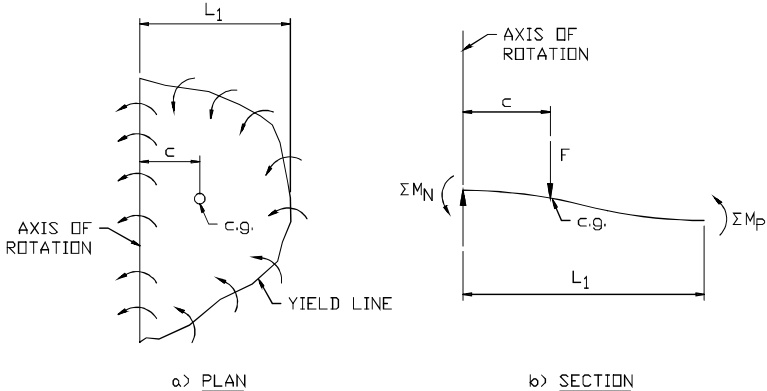 L1
c
c.g.
AXIS OF
ROTATION
YIELD LINE
a) PLAN
AXIS OF
ROTATION
c
F
ΣMN
c.g.
ΣMP
L1
b) SECTION